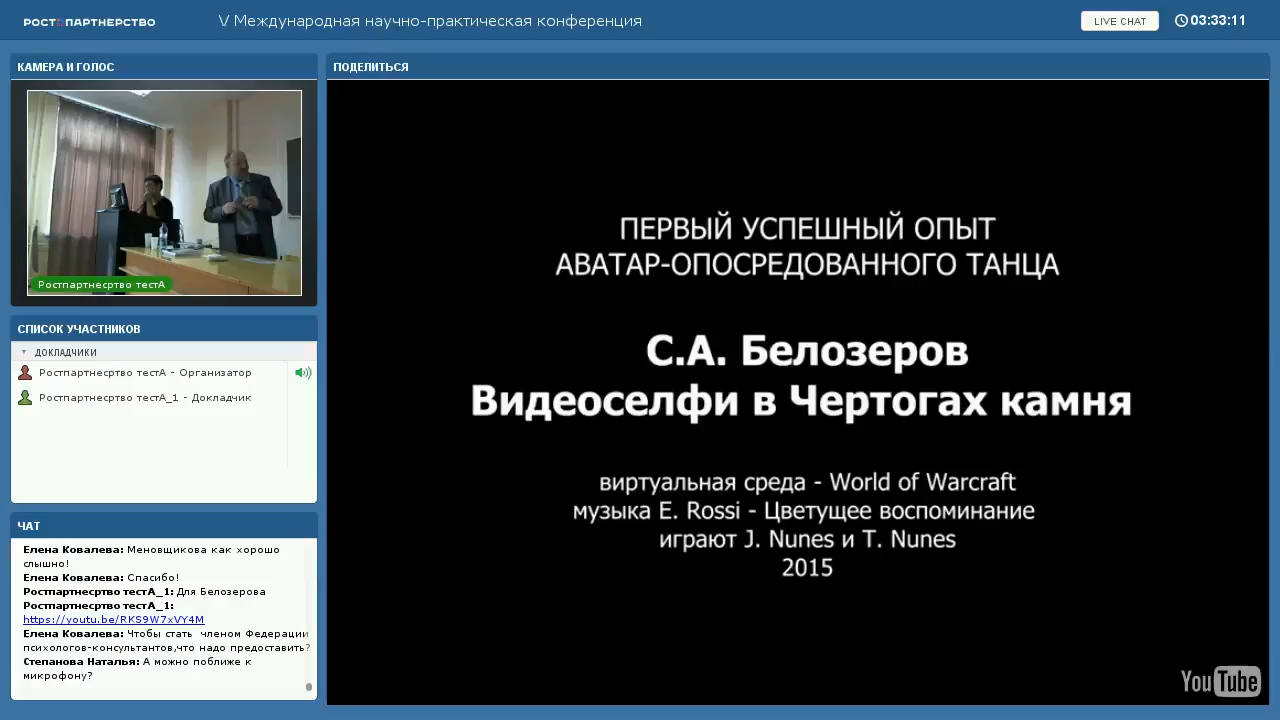 РОСТ ПАРТНЕРСТВО
V Международная научно-практическая конференция
LIVE CHAT
03:33:11
КАМЕРА И ГОЛОС
Ростпартнесртво тестА
СПИСОК УЧАСТНИКОВ
ДОКЛАДЧИКИ
Ростпартнесртво тестА - Организатор
Ростпартнесртво тестА_1 - Докладчик
ЧАТ
Елена Ковалева: Меновщикова как хорошо
слышно!
Елена Ковалева: Спасибо!
Ростпартнесртво тестА_1: Для Белозерова
Ростпартнесртво тестА_1:
https://youtu.be/RKS9W7xVY4M
Елена Ковалева: Чтобы стать членом Федерации
психологов-консультантов,что надо предоставить?
Степанова Наталья: А можно поближе к
микрофону?
ПОДЕЛИТЬСЯ
ПЕРВЫЙ УСПЕШНЫЙ ОПЫТ
АВАТАР-ОПОСРЕДОВАННОГО ТАНЦА
С.А. Белозеров
Видеоселфи в Чертогах камня
виртуальная среда - World of Warcraft
музыка E. Rossi - Цветущее воспоминание
играют J. Nunes и T. Nunes
2015
YouTube